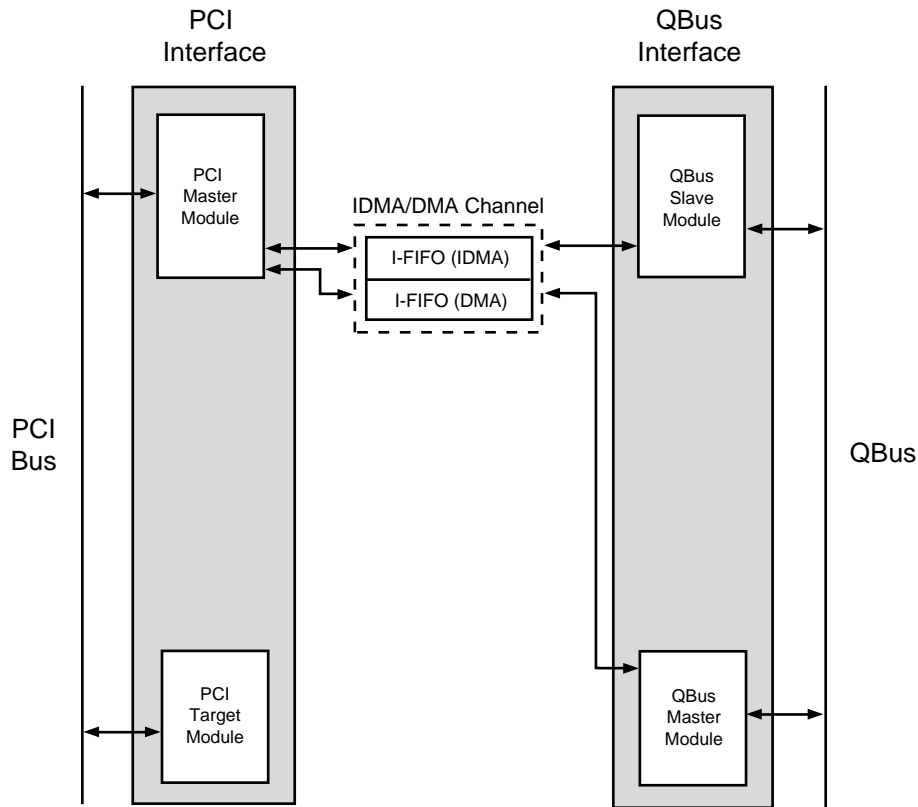 PCI
Interface
QBus
Interface
PCI
Master
Module
QBus
Slave
Module
IDMA/DMA Channel
I-FIFO (IDMA)
I-FIFO (DMA)
PCI
Bus
QBus
PCI
Target
Module
QBus
Master
Module